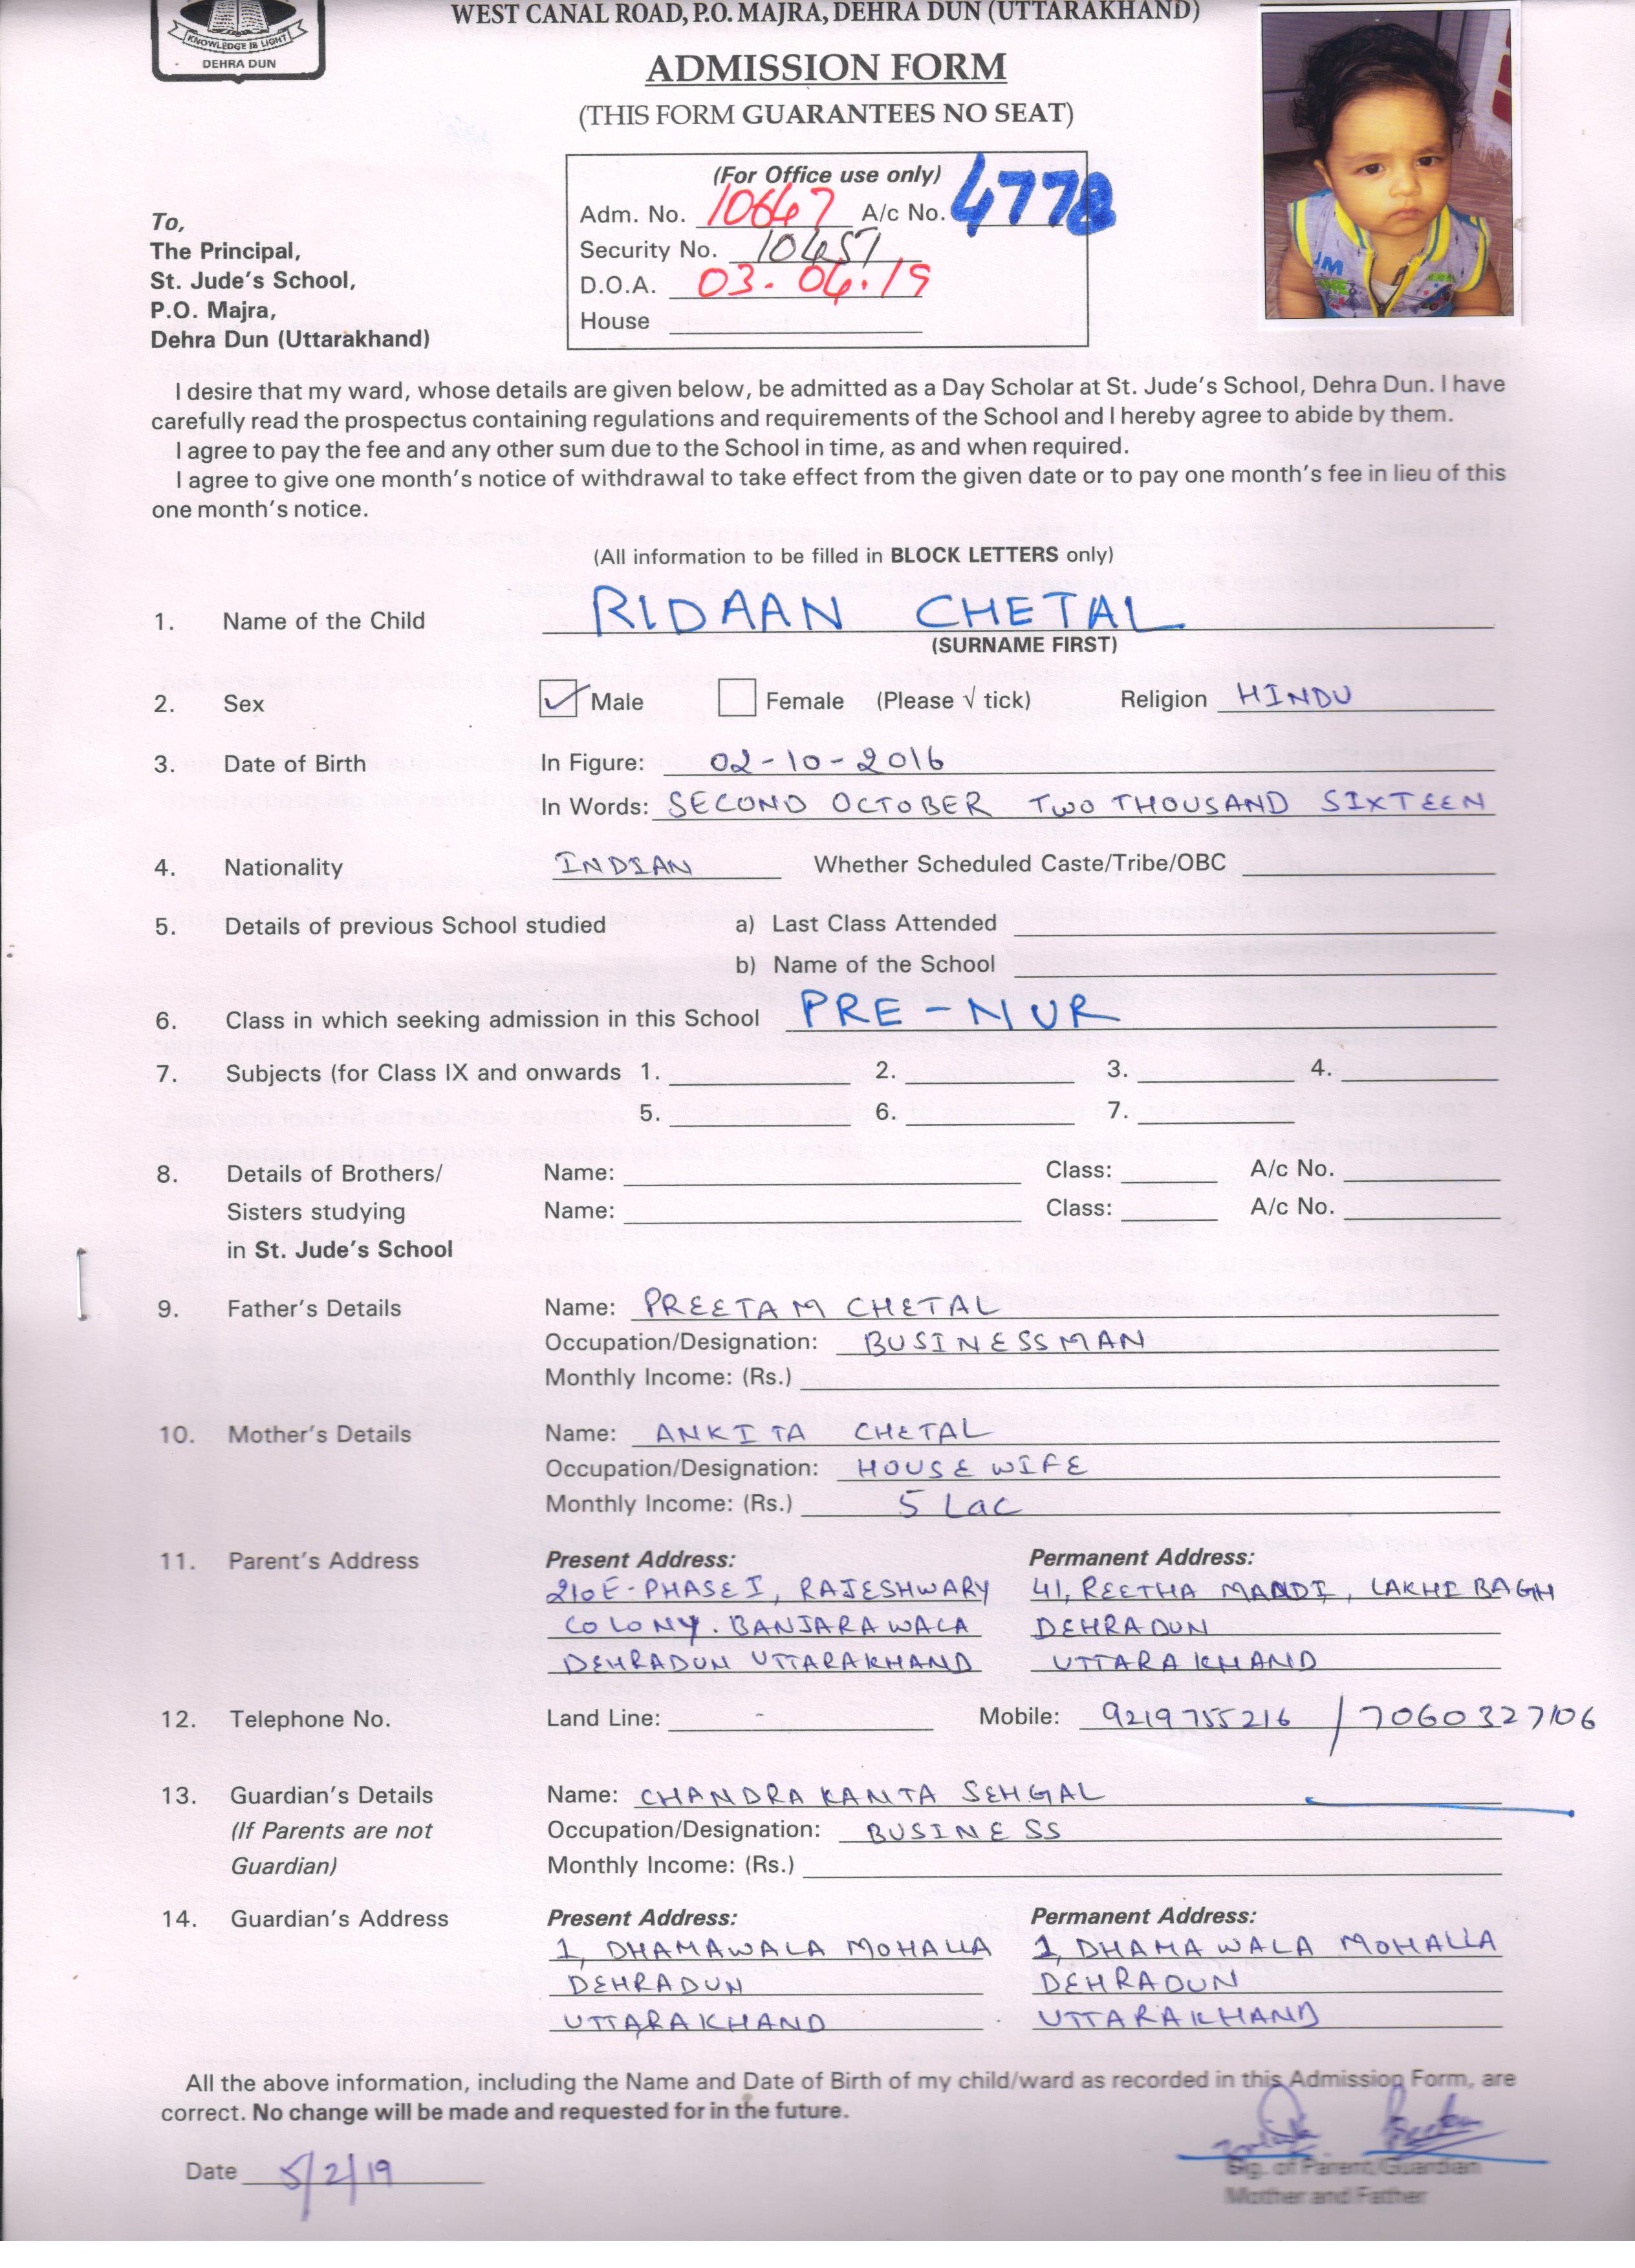 WEST CANAL ROAD, P.O. MAJRA, DEHRA DUN (UTTARAKHAND)
KNOWLEDGE IS LIGHT
DEHRA DUN
ADMISSION FORM
(THIS FORM GUARANTEES NO SEAT)
(For Office use only)
Adm. No. 10647 A/c No. 4778
Security No. 10457
D.O.A. 03.04.19
House
To,
The Principal,
St. Jude's School,
P.O. Majra,
Dehra Dun (Uttarakhand)
I desire that my ward, whose details are given below, be admitted as a Day Scholar at St. Jude's School, Dehra Dun. I have
carefully read the prospectus containing regulations and requirements of the School and I hereby agree to abide by them.
I agree to pay the fee and any other sum due to the School in time, as and when required.
I agree to give one month's notice of withdrawal to take effect from the given date or to pay one month's fee in lieu of this
one month's notice.
(All information to be filled in BLOCK LETTERS only)
1. Name of the Child RIDAAN CHETAL
(SURNAME FIRST)
2. Sex Male Female (Please √ tick) Religion HINDU
3. Date of Birth In Figure: 02-10-2016
In Words: SECOND OCTOBER TWO THOUSAND SIXTEEN
4. Nationality INDIAN Whether Scheduled Caste/Tribe/OBC
5. Details of previous School studied a) Last Class Attended
b) Name of the School
6. Class in which seeking admission in this School PRE-NUR
7. Subjects (for Class IX and onwards 1. 2. 3. 4.
5. 6. 7.
8. Details of Brothers/ Name: Class: A/c No.
Sisters studying Name: Class: A/c No.
in St. Jude's School
9. Father's Details Name: PREETAM CHETAL
Occupation/Designation: BUSINESSMAN
Monthly Income: (Rs.)
10. Mother's Details Name: ANKITA CHETAL
Occupation/Designation: HOUSE WIFE
Monthly Income: (Rs.) 5 Lac
11. Parent's Address Present Address: Permanent Address:
210E-PHASE I, RAJESHWARY 41, REETHA MANDI, LAKHI BAGH
COLONY. BANJARAWALA DEHRADUN
DEHRADUN UTTARAKHAND UTTARAKHAND
12. Telephone No. Land Line: - Mobile: 9219755216 / 7060327106
13. Guardian's Details Name: CHANDRA KANTA SEHGAL
(If Parents are not Occupation/Designation: BUSINESS
Guardian) Monthly Income: (Rs.)
14. Guardian's Address Present Address: Permanent Address:
1, DHAMAWALA MOHALLA 1, DHAMAWALA MOHALLA
DEHRADUN DEHRADUN
UTTARAKHAND UTTARAKHAND
All the above information, including the Name and Date of Birth of my child/ward as recorded in this Admission Form, are
correct. No change will be made and requested for in the future.
Date 5/2/19
Sig. of Parent/Guardian
Mother and Father